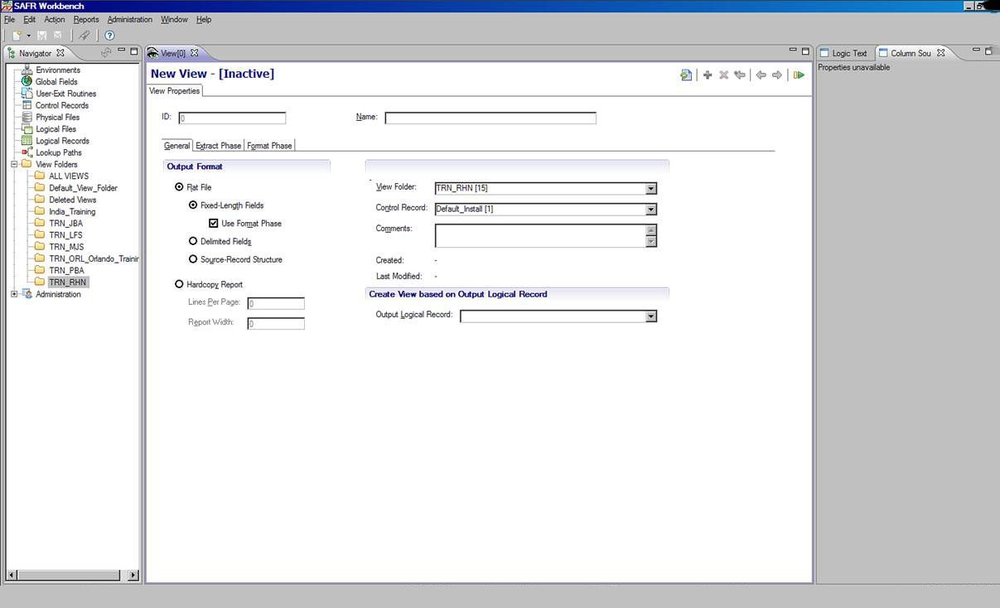 SAFR Workbench
File Edit Action Reports Administration Window Help
Navigator
Environments
Global Fields
User-Exit Routines
Control Records
Physical Files
Logical Files
Logical Records
Lookup Paths
View Folders
ALL VIEWS
Default_View_Folder
Deleted Views
India_Training
TRN_JBA
TRN_LFS
TRN_MJS
TRN_ORL_Orlando_Trainin
TRN_PBA
TRN_RHN
Administration
View[0]
New View - [Inactive]
View Properties
ID: 0 Name:
General Extract Phase Format Phase
Output Format
Flat File
Fixed-Length Fields
Use Format Phase
Delimited Fields
Source-Record Structure
Hardcopy Report
Lines Per Page: 0
Report Width: 0
View Folder: TRN_RHN [15]
Control Record: Default_Install [1]
Comments:
Created: -
Last Modified: -
Create View based on Output Logical Record
Output Logical Record:
Logic Text Column Sou
Properties unavailable